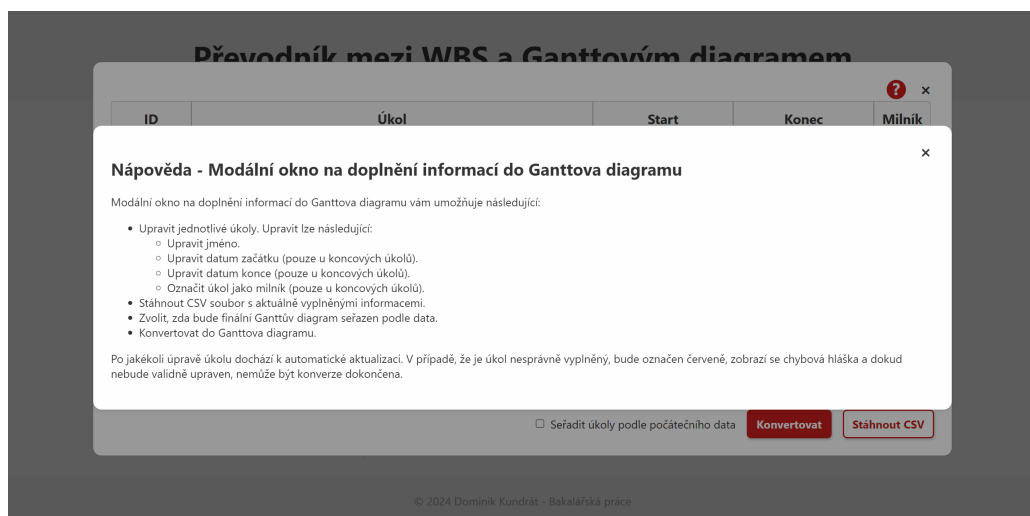 Převodník mezi WBS a Ganttovým diagramem
? ×
ID Úkol Start Konec Milník
×
Nápověda - Modální okno na doplnění informací do Ganttova diagramu
Modální okno na doplnění informací do Ganttova diagramu vám umožňuje následující:
• Upravit jednotlivé úkoly. Upravit lze následující:
◦ Upravit jméno.
◦ Upravit datum začátku (pouze u koncových úkolů).
◦ Upravit datum konce (pouze u koncových úkolů).
◦ Označit úkol jako milník (pouze u koncových úkolů).
• Stáhnout CSV soubor s aktuálně vyplněnými informacemi.
• Zvolit, zda bude finální Ganttův diagram seřazen podle data.
• Konvertovat do Ganttova diagramu.
Po jakékoli úpravě úkolu dochází k automatické aktualizaci. V případě, že je úkol nesprávně vyplněný, bude označen červeně, zobrazí se chybová hláška a dokud
nebude validně upraven, nemůže být konverze dokončena.
Seřadit úkoly podle počátečního data Konvertovat Stáhnout CSV
© 2024 Dominik Kundrát - Bakalářská práce